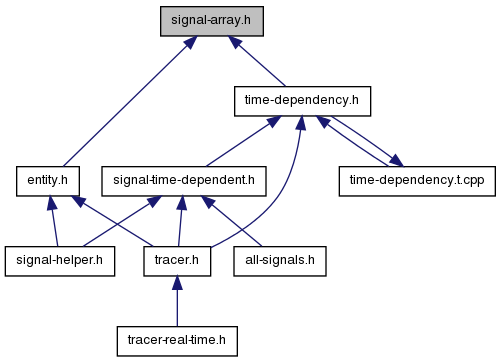 signal-array.h
time-dependency.h
entity.h
signal-time-dependent.h
time-dependency.t.cpp
signal-helper.h
tracer.h
all-signals.h
tracer-real-time.h